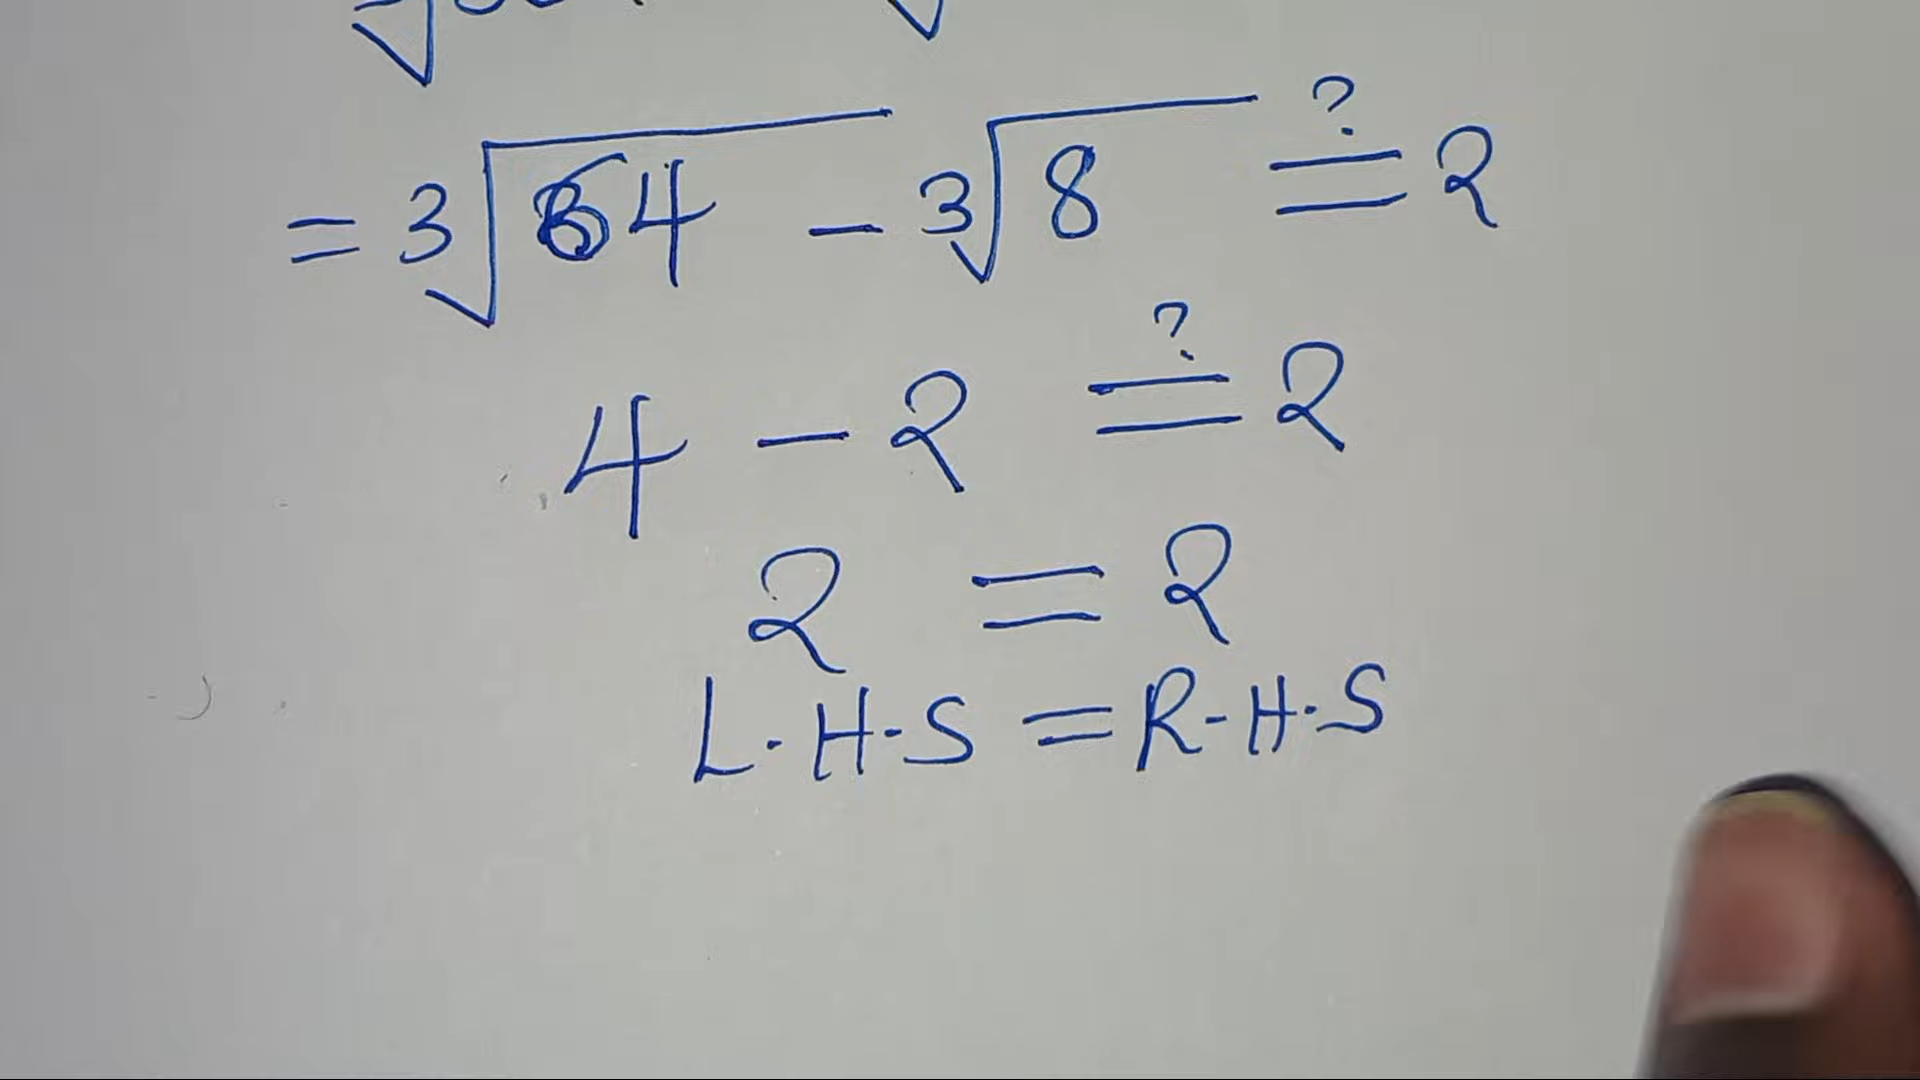 = ∛64 - ∛8 ≟ 2
4 - 2 ≟ 2
2 = 2
L.H.S = R-H.S